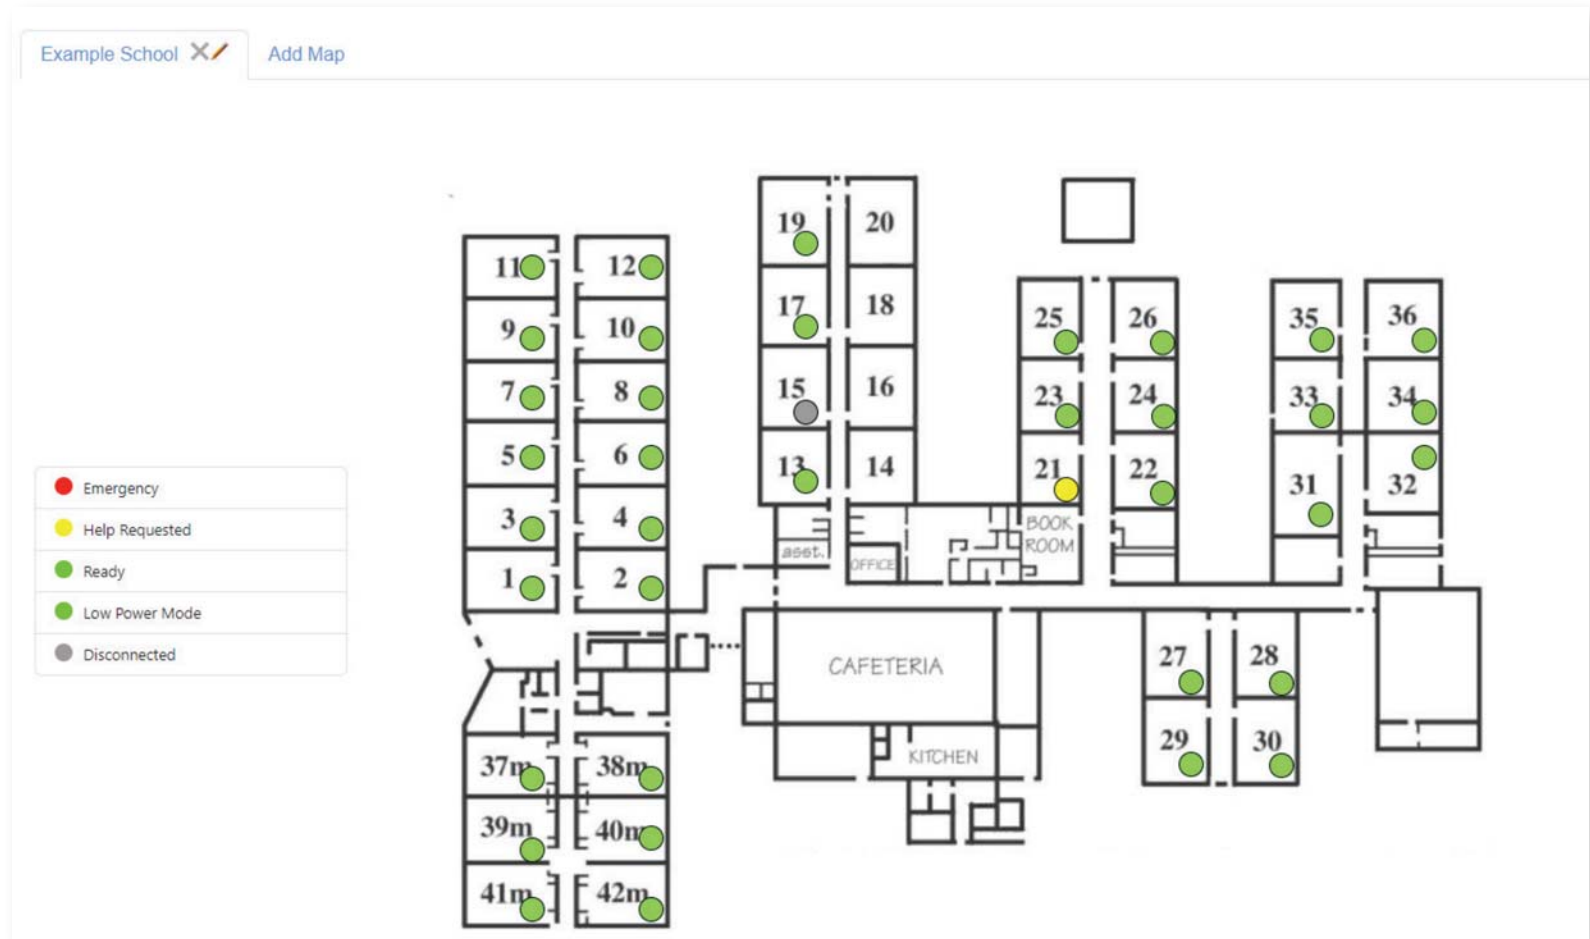 Example School
Add Map
19 20
11 12
17 18
25 26 35 36
9 10
15 16
7 8
23 24 33 34
5 6
13 14
21 22 31 32
Emergency
Help Requested
Ready
Low Power Mode
Disconnected
3 4
BOOK
ROOM
asst.
OFFICE
1 2
CAFETERIA
27 28
29 30
KITCHEN
37m 38m
39m 40m
41m 42m